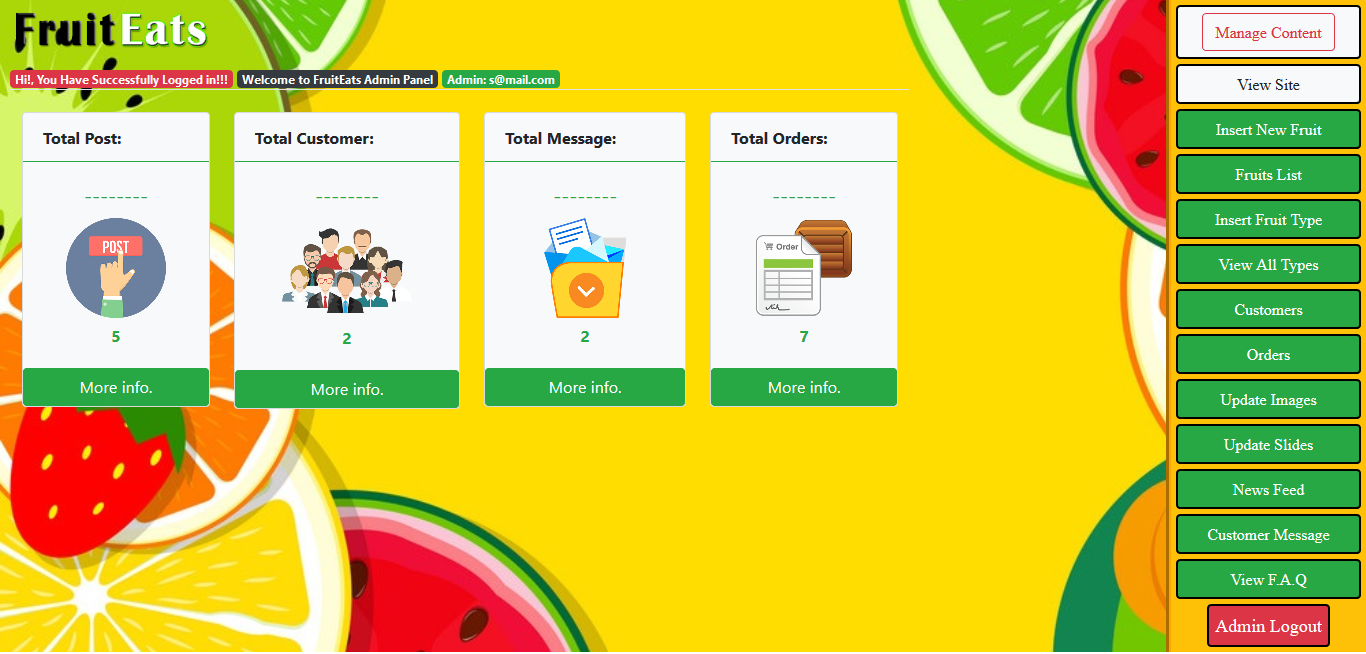 FruitEats
Hi!, You Have Successfully Logged in!!! Welcome to FruitEats Admin Panel Admin: s@mail.com
Total Post:
--------
POST
5
More info.
Total Customer:
--------
2
More info.
Total Message:
--------
2
More info.
Total Orders:
--------
Order
7
More info.
Manage Content
View Site
Insert New Fruit
Fruits List
Insert Fruit Type
View All Types
Customers
Orders
Update Images
Update Slides
News Feed
Customer Message
View F.A.Q
Admin Logout